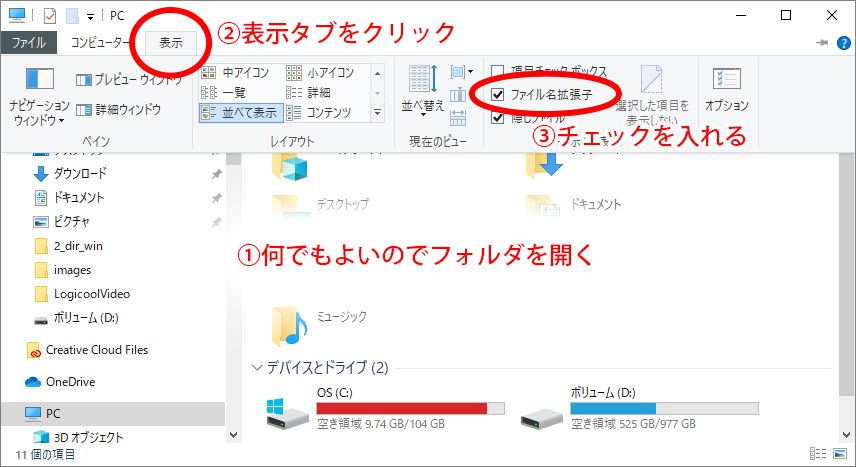 PC
ファイル
コンピューター
表示
②表示タブをクリック
ナビゲーション
ウィンドウ
プレビュー ウィンドウ
詳細ウィンドウ
ペイン
中アイコン
小アイコン
一覧
詳細
並べて表示
コンテンツ
レイアウト
並べ替え
現在のビュー
項目チェック ボックス
ファイル名拡張子
隠しファイル
選択した項目を
表示しない
オプション
③チェックを入れる
ダウンロード
ドキュメント
ピクチャ
2_dir_win
images
LogicoolVideo
ボリューム (D:)
Creative Cloud Files
OneDrive
PC
3D オブジェクト
デスクトップ
ドキュメント
①何でもよいのでフォルダを開く
ミュージック
デバイスとドライブ (2)
OS (C:)
空き領域 9.74 GB/104 GB
ボリューム (D:)
空き領域 525 GB/977 GB
11 個の項目